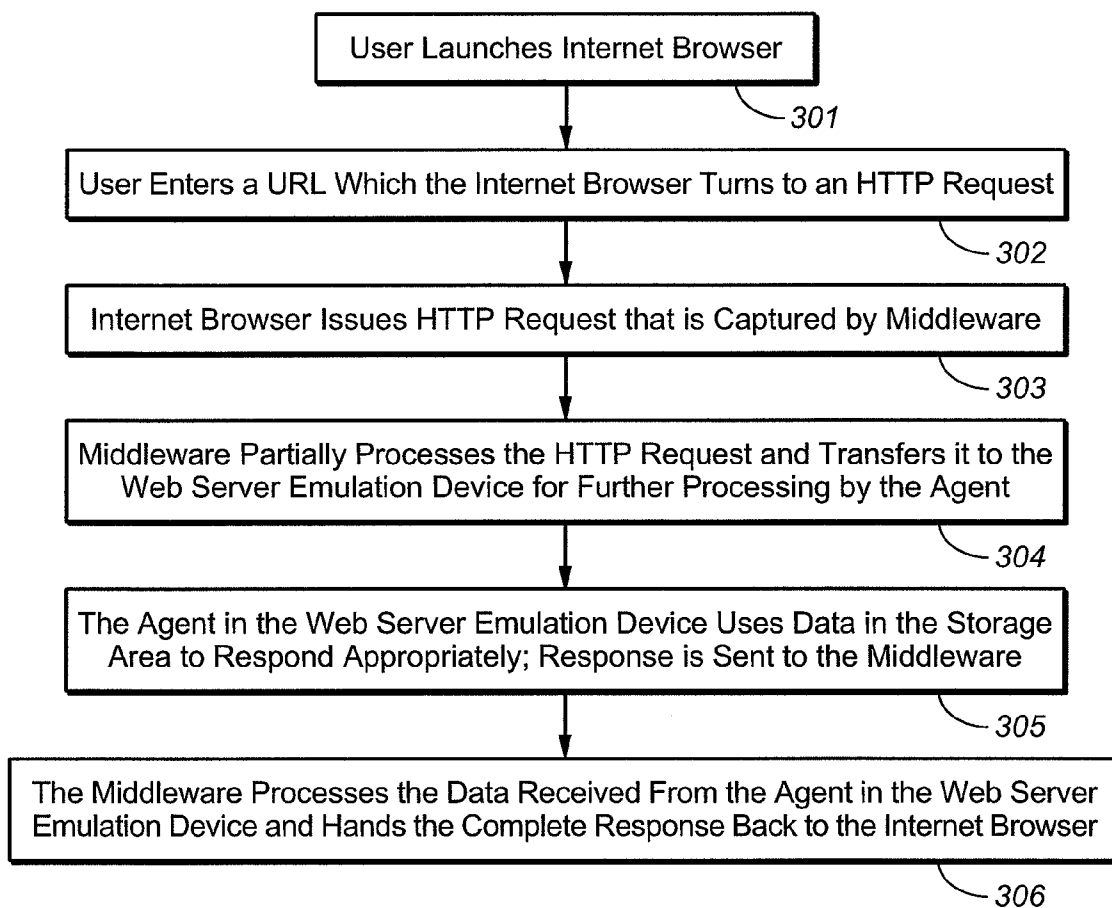 User Launches Internet Browser
301
User Enters a URL Which the Internet Browser Turns to an HTTP Request
302
Internet Browser Issues HTTP Request that is Captured by Middleware
303
Middleware Partially Processes the HTTP Request and Transfers it to the
Web Server Emulation Device for Further Processing by the Agent
304
The Agent in the Web Server Emulation Device Uses Data in the Storage
Area to Respond Appropriately; Response is Sent to the Middleware
305
The Middleware Processes the Data Received From the Agent in the Web Server
Emulation Device and Hands the Complete Response Back to the Internet Browser
306